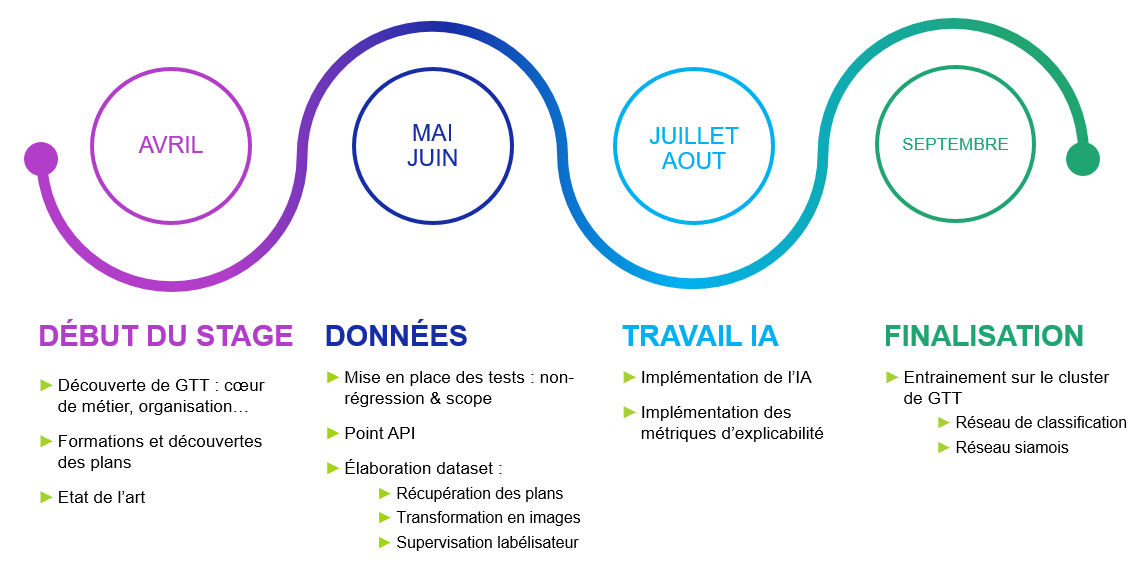 AVRIL
MAI
JUIN
JUILLET
AOUT
SEPTEMBRE
DÉBUT DU STAGE
Découverte de GTT : cœur
de métier, organisation…
Formations et découvertes
des plans
Etat de l’art
DONNÉES
Mise en place des tests : non-
régression & scope
Point API
Élaboration dataset :
Récupération des plans
Transformation en images
Supervision labélisateur
TRAVAIL IA
Implémentation de l’IA
Implémentation des
métriques d’explicabilité
FINALISATION
Entrainement sur le cluster
de GTT
Réseau de classification
Réseau siamois